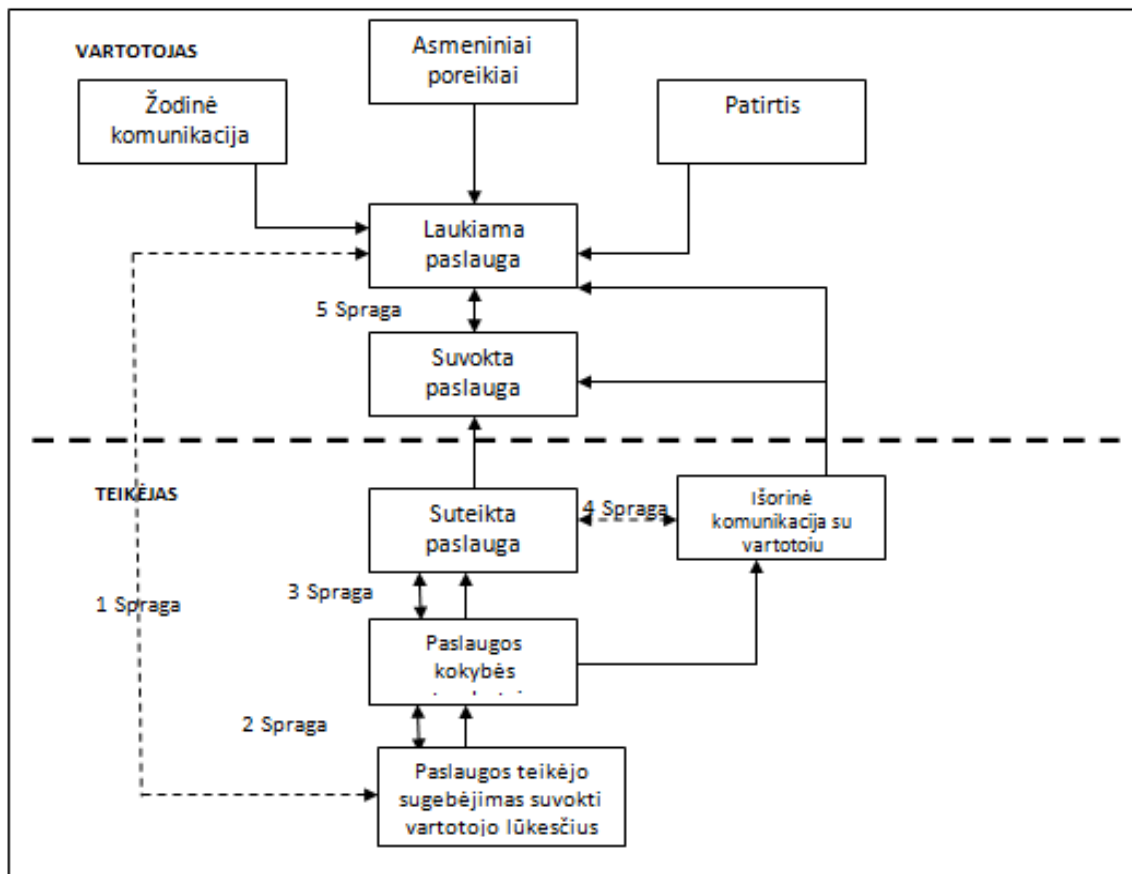 VARTOTOJAS
Asmeniniai
poreikiai
Žodinė
komunikacija
Patirtis
Laukiama
paslauga
5 Spraga
Suvokta
paslauga
TEIKĖJAS
Suteikta
paslauga
4 Spraga
Išorinė
komunikacija su
vartotoiu
3 Spraga
1 Spraga
Paslaugos
kokybės
2 Spraga
Paslaugos teikėjo
sugebėjimas suvokti
vartotojo lūkesčius